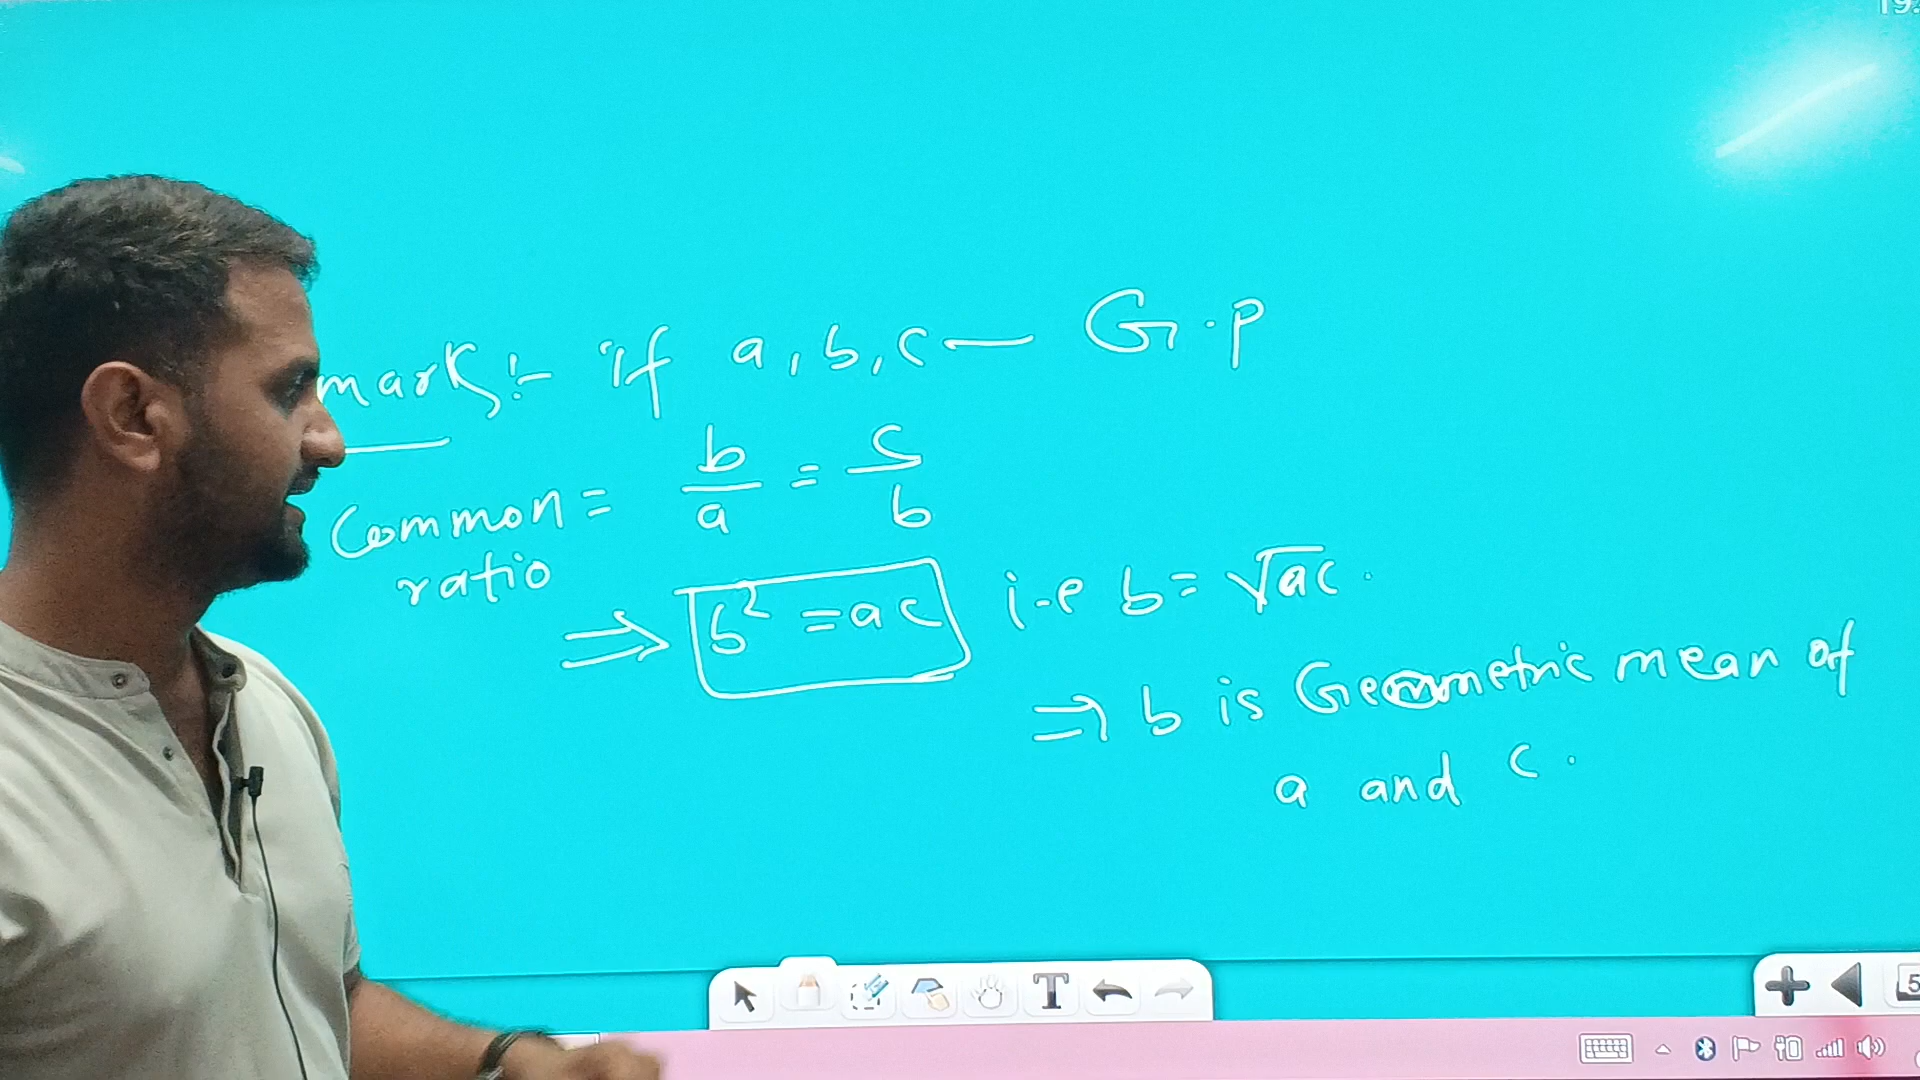 mark:- if a, b, c — G.P
Common ratio = b/a = c/b
⇒ b² = ac i.e b = √ac.
⇒ b is Geometric mean of
a and c.
T